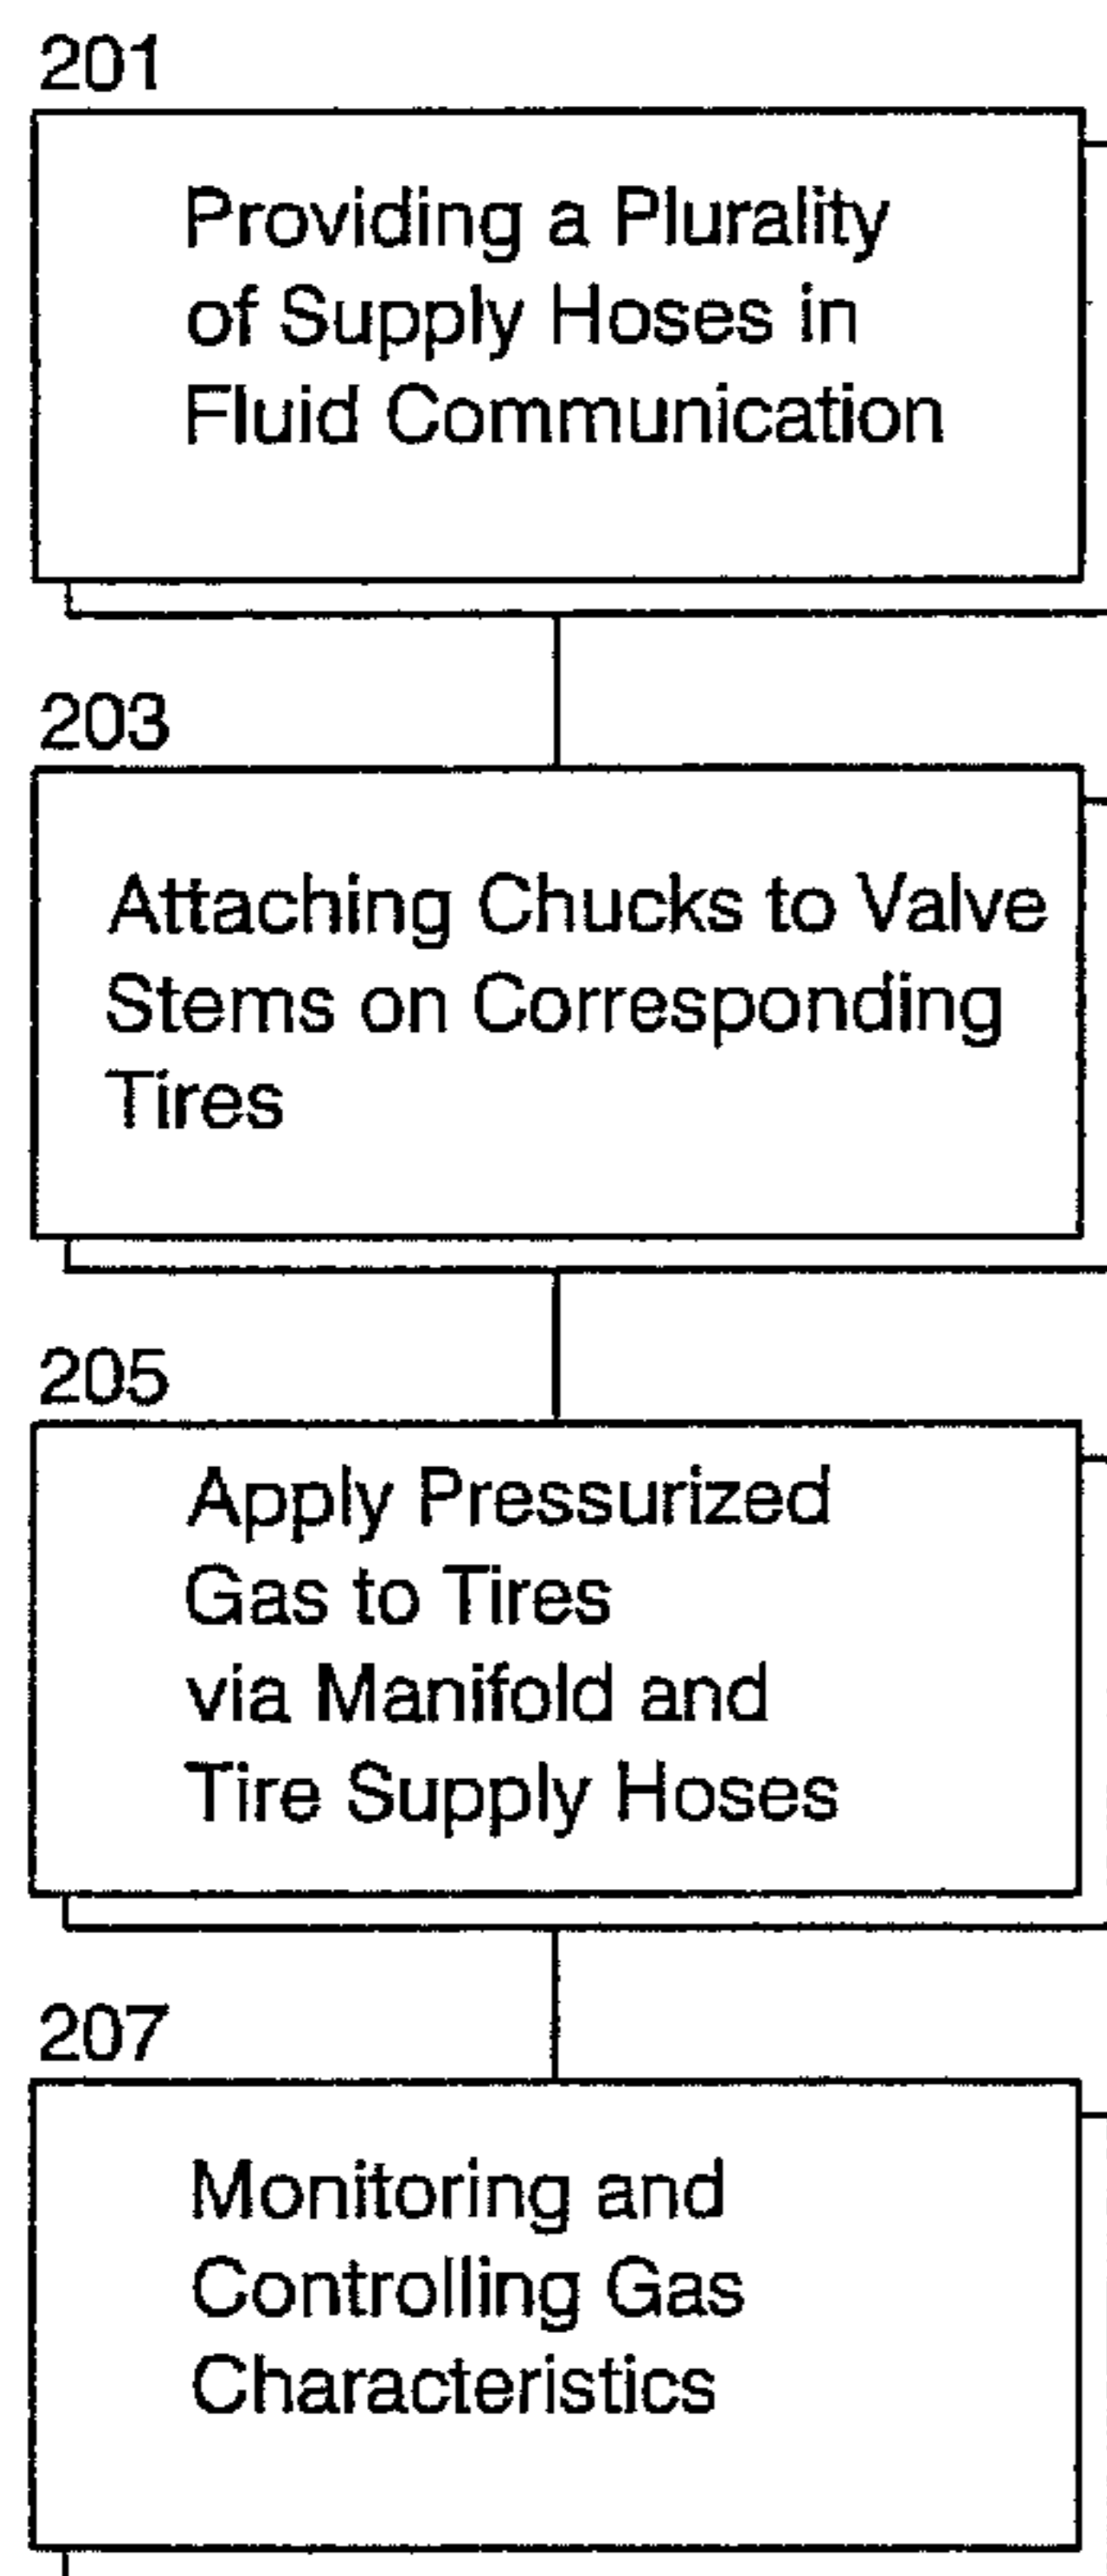 201
Providing a Plurality
of Supply Hoses in
Fluid Communication
203
Attaching Chucks to Valve
Stems on Corresponding
Tires
205
Apply Pressurized
Gas to Tires
via Manifold and
Tire Supply Hoses
207
Monitoring and
Controlling Gas
Characteristics